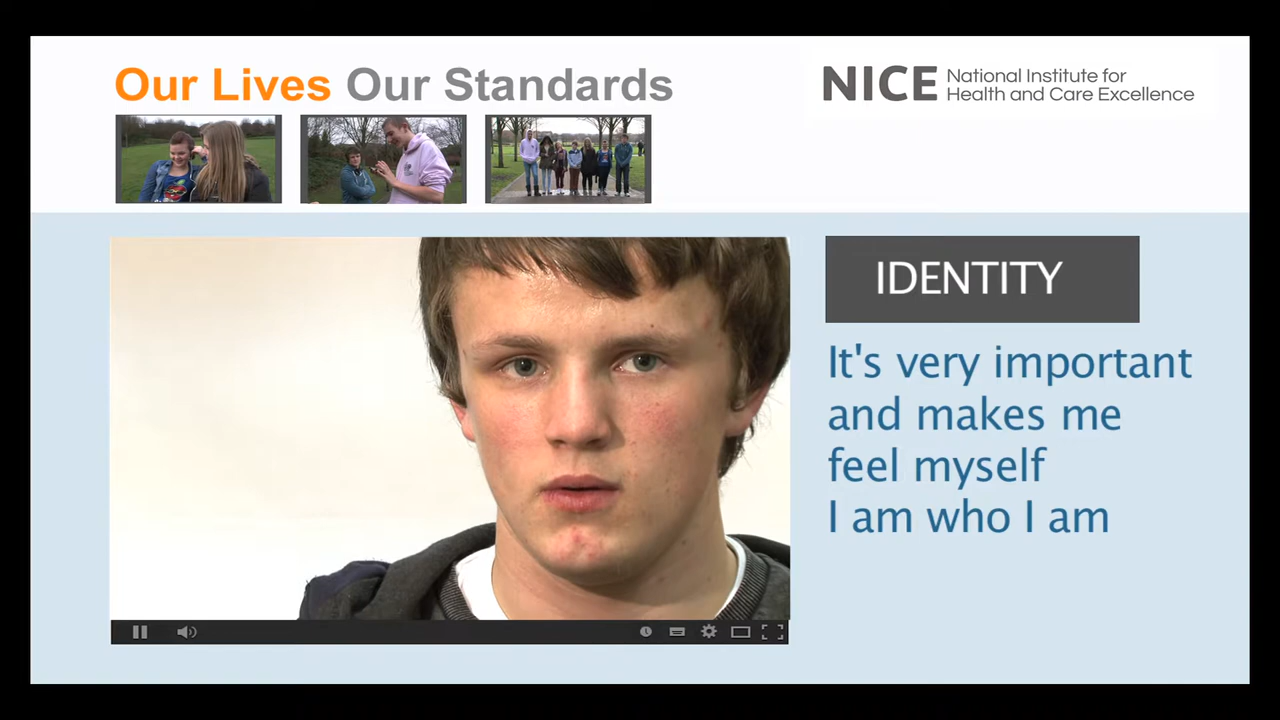 Our Lives Our Standards
NICE National Institute for
Health and Care Excellence
IDENTITY
It's very important
and makes me
feel myself
I am who I am